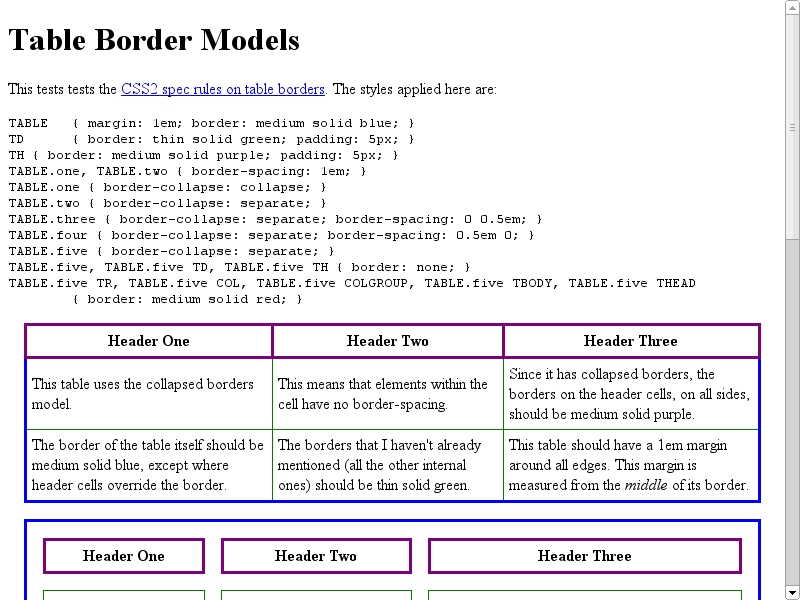 Table Border Models
This tests tests the CSS2 spec rules on table borders. The styles applied here are:
TABLE   { margin: 1em; border: medium solid blue; }
TD      { border: thin solid green; padding: 5px; }
TH { border: medium solid purple; padding: 5px; }
TABLE.one, TABLE.two { border-spacing: 1em; }
TABLE.one { border-collapse: collapse; }
TABLE.two { border-collapse: separate; }
TABLE.three { border-collapse: separate; border-spacing: 0 0.5em; }
TABLE.four { border-collapse: separate; border-spacing: 0.5em 0; }
TABLE.five { border-collapse: separate; }
TABLE.five, TABLE.five TD, TABLE.five TH { border: none; }
TABLE.five TR, TABLE.five COL, TABLE.five COLGROUP, TABLE.five TBODY, TABLE.five THEAD
{ border: medium solid red; }
Header One
Header Two
Header Three
This table uses the collapsed borders
model.
This means that elements within the
cell have no border-spacing.
Since it has collapsed borders, the
borders on the header cells, on all sides,
should be medium solid purple.
The border of the table itself should be
medium solid blue, except where
header cells override the border.
The borders that I haven't already
mentioned (all the other internal
ones) should be thin solid green.
This table should have a 1em margin
around all edges. This margin is
measured from the middle of its border.
Header One
Header Two
Header Three